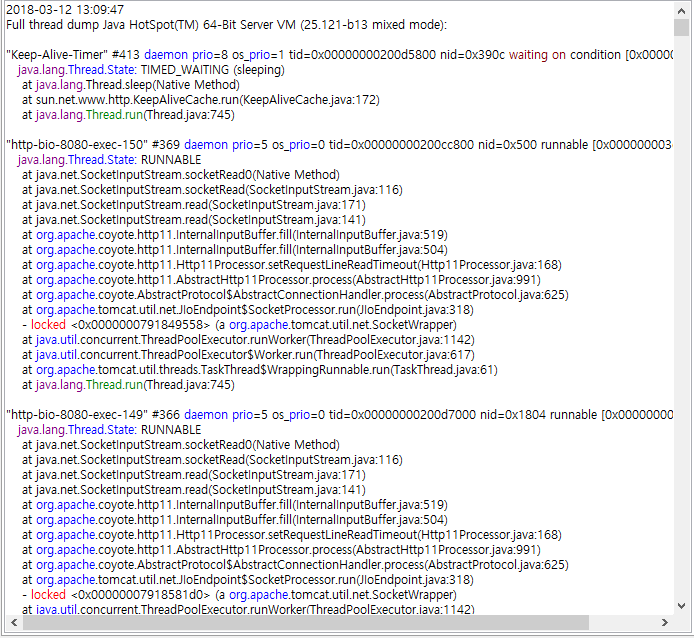 2018-03-12 13:09:47
Full thread dump Java HotSpot(TM) 64-Bit Server VM (25.121-b13 mixed mode):
"Keep-Alive-Timer" #413 daemon prio=8 os_prio=1 tid=0x00000000200d5800 nid=0x390c waiting on condition [0x00000
java.lang.Thread.State: TIMED_WAITING (sleeping)
at java.lang.Thread.sleep(Native Method)
at sun.net.www.http.KeepAliveCache.run(KeepAliveCache.java:172)
at java.lang.Thread.run(Thread.java:745)
"http-bio-8080-exec-150" #369 daemon prio=5 os_prio=0 tid=0x00000000200cc800 nid=0x500 runnable [0x000000003
java.lang.Thread.State: RUNNABLE
at java.net.SocketInputStream.socketRead0(Native Method)
at java.net.SocketInputStream.socketRead(SocketInputStream.java:116)
at java.net.SocketInputStream.read(SocketInputStream.java:171)
at java.net.SocketInputStream.read(SocketInputStream.java:141)
at org.apache.coyote.http11.InternalInputBuffer.fill(InternalInputBuffer.java:519)
at org.apache.coyote.http11.InternalInputBuffer.fill(InternalInputBuffer.java:504)
at org.apache.coyote.http11.Http11Processor.setRequestLineReadTimeout(Http11Processor.java:168)
at org.apache.coyote.http11.AbstractHttp11Processor.process(AbstractHttp11Processor.java:991)
at org.apache.coyote.AbstractProtocol$AbstractConnectionHandler.process(AbstractProtocol.java:625)
at org.apache.tomcat.util.net.JIoEndpoint$SocketProcessor.run(JIoEndpoint.java:318)
- locked <0x0000000791849558> (a org.apache.tomcat.util.net.SocketWrapper)
at java.util.concurrent.ThreadPoolExecutor.runWorker(ThreadPoolExecutor.java:1142)
at java.util.concurrent.ThreadPoolExecutor$Worker.run(ThreadPoolExecutor.java:617)
at org.apache.tomcat.util.threads.TaskThread$WrappingRunnable.run(TaskThread.java:61)
at java.lang.Thread.run(Thread.java:745)
"http-bio-8080-exec-149" #366 daemon prio=5 os_prio=0 tid=0x00000000200d7000 nid=0x1804 runnable [0x00000000
java.lang.Thread.State: RUNNABLE
at java.net.SocketInputStream.socketRead0(Native Method)
at java.net.SocketInputStream.socketRead(SocketInputStream.java:116)
at java.net.SocketInputStream.read(SocketInputStream.java:171)
at java.net.SocketInputStream.read(SocketInputStream.java:141)
at org.apache.coyote.http11.InternalInputBuffer.fill(InternalInputBuffer.java:519)
at org.apache.coyote.http11.InternalInputBuffer.fill(InternalInputBuffer.java:504)
at org.apache.coyote.http11.Http11Processor.setRequestLineReadTimeout(Http11Processor.java:168)
at org.apache.coyote.http11.AbstractHttp11Processor.process(AbstractHttp11Processor.java:991)
at org.apache.coyote.AbstractProtocol$AbstractConnectionHandler.process(AbstractProtocol.java:625)
at org.apache.tomcat.util.net.JIoEndpoint$SocketProcessor.run(JIoEndpoint.java:318)
- locked <0x00000007918581d0> (a org.apache.tomcat.util.net.SocketWrapper)
at java.util.concurrent.ThreadPoolExecutor.runWorker(ThreadPoolExecutor.java:1142)